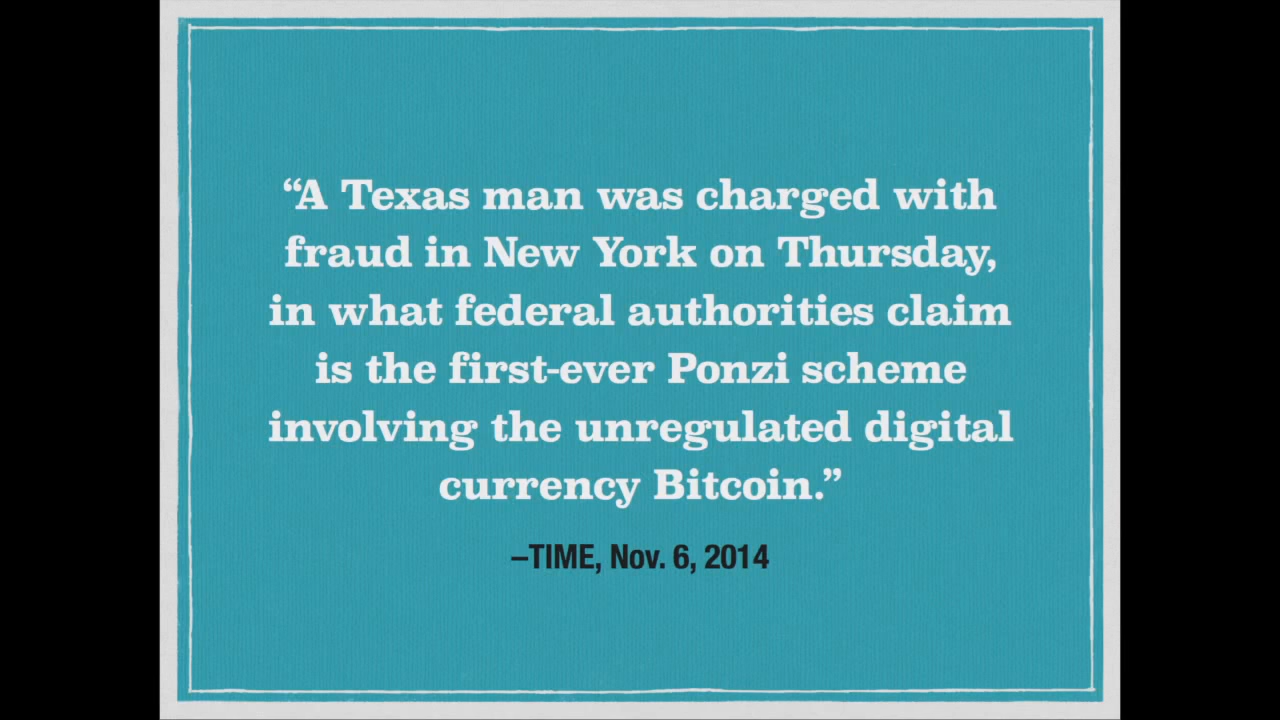 “A Texas man was charged with
fraud in New York on Thursday,
in what federal authorities claim
is the first-ever Ponzi scheme
involving the unregulated digital
currency Bitcoin.”
–TIME, Nov. 6, 2014